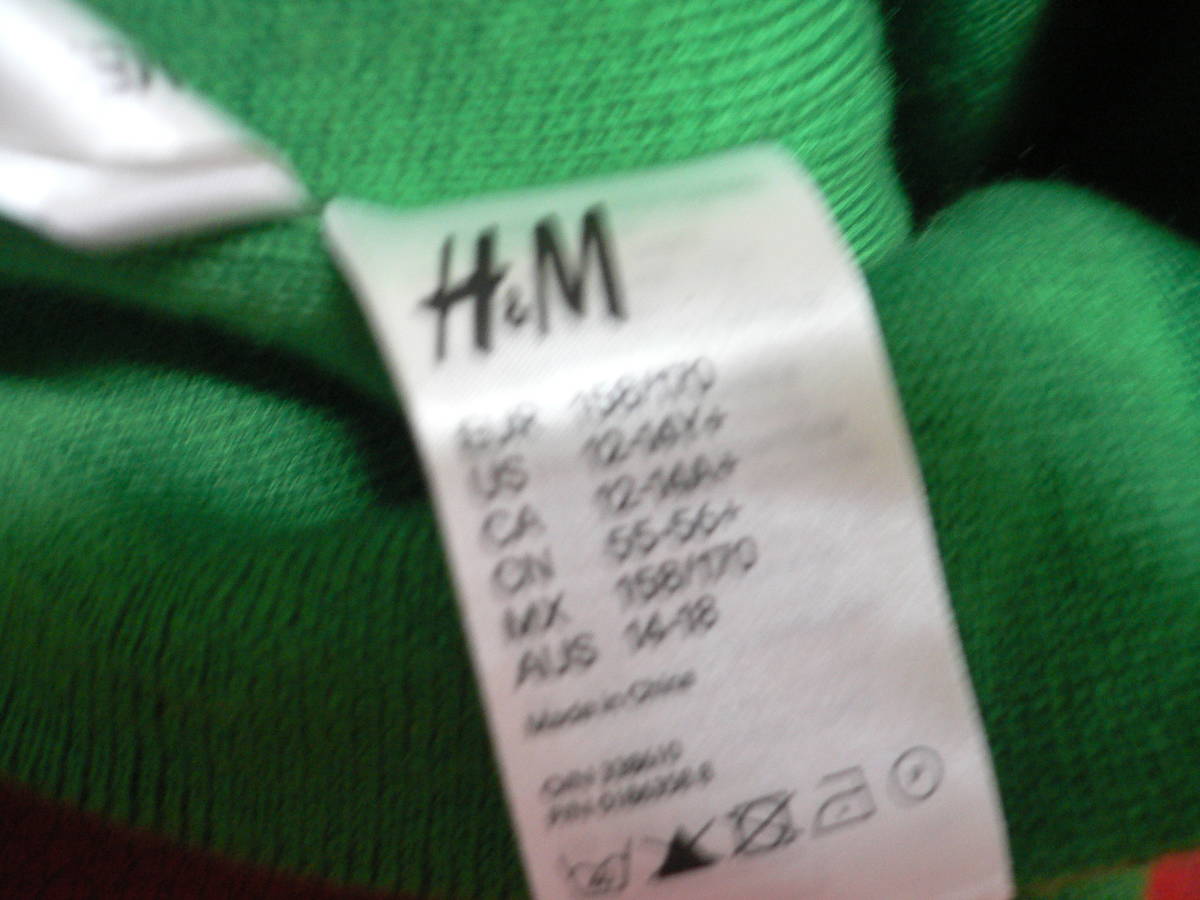 H&M
EUR 158/170
US 12-14Y+
CA 12-14A+
CN 55-56+
MX 158/170
AUS 14-18
Made in China